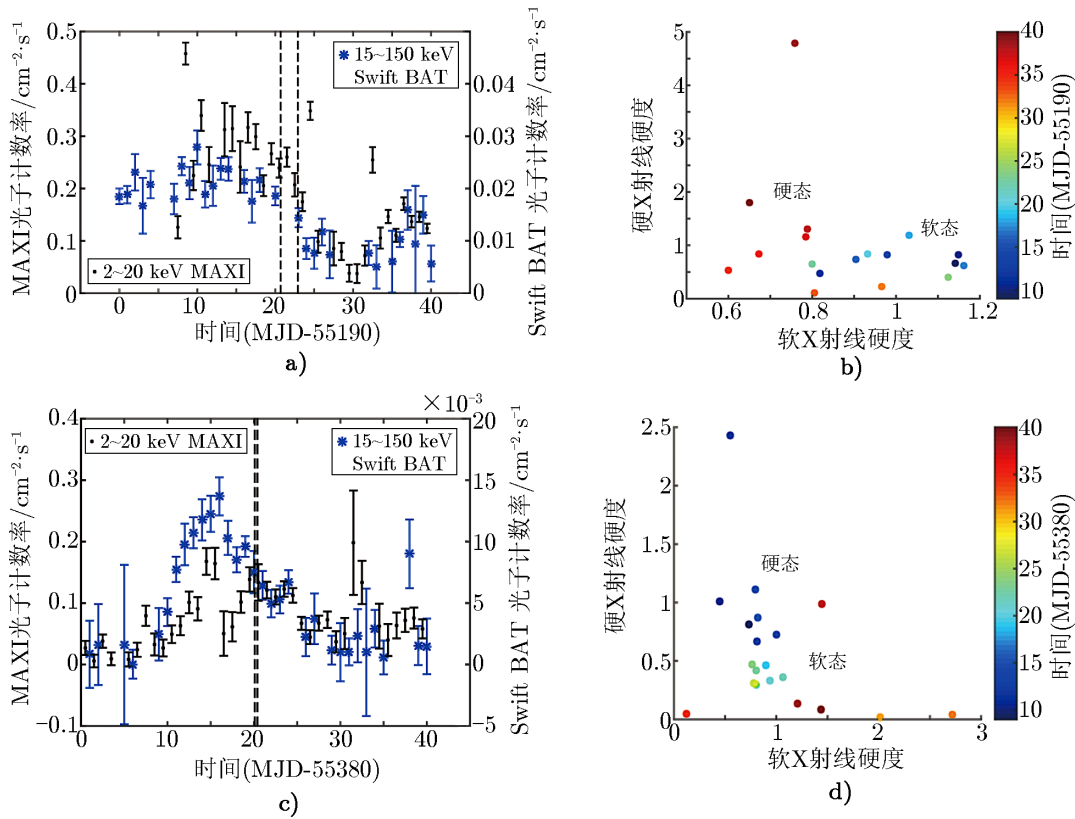 MAXI光子计数率/cm⁻²·s⁻¹
0.5
0.4
0.3
0.2
0.1
0
0 10 20 30 40
时间(MJD-55190)
15~150 keV
Swift BAT
2~20 keV MAXI
0.04
0.03
0.02
0.01
0
Swift BAT 光子计数率/cm⁻²·s⁻¹
a)
硬X射线硬度
5
4
3
2
1
0
0.6 0.8 1 1.2
软X射线硬度
硬态
软态
40
35
30
25
20
15
10
时间(MJD-55190)
b)
MAXI光子计数率/cm⁻²·s⁻¹
0.4
0.3
0.2
0.1
0
−0.1
0 10 20 30 40
时间(MJD-55380)
2~20 keV MAXI
15~150 keV
Swift BAT
×10⁻³
20
15
10
5
0
−5
Swift BAT 光子计数率/cm⁻²·s⁻¹
c)
硬X射线硬度
2.5
2
1.5
1
0.5
0
0 1 2 3
软X射线硬度
硬态
软态
40
35
30
25
20
15
10
时间(MJD-55380)
d)